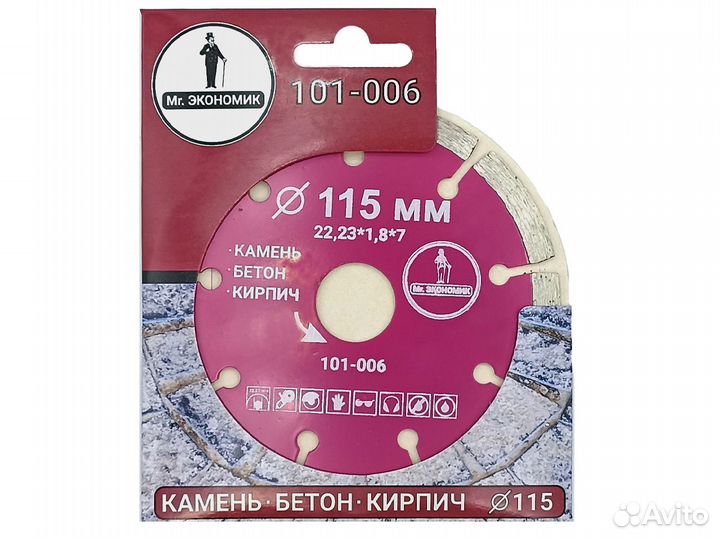 Mr. ЭКОНОМИК
101-006
Ø 115 мм
22,23*1,8*7
·КАМЕНЬ
·БЕТОН
·КИРПИЧ
Mr. ЭКОНОМИК
101-006
КАМЕНЬ·БЕТОН·КИРПИЧ Ø115
Avito